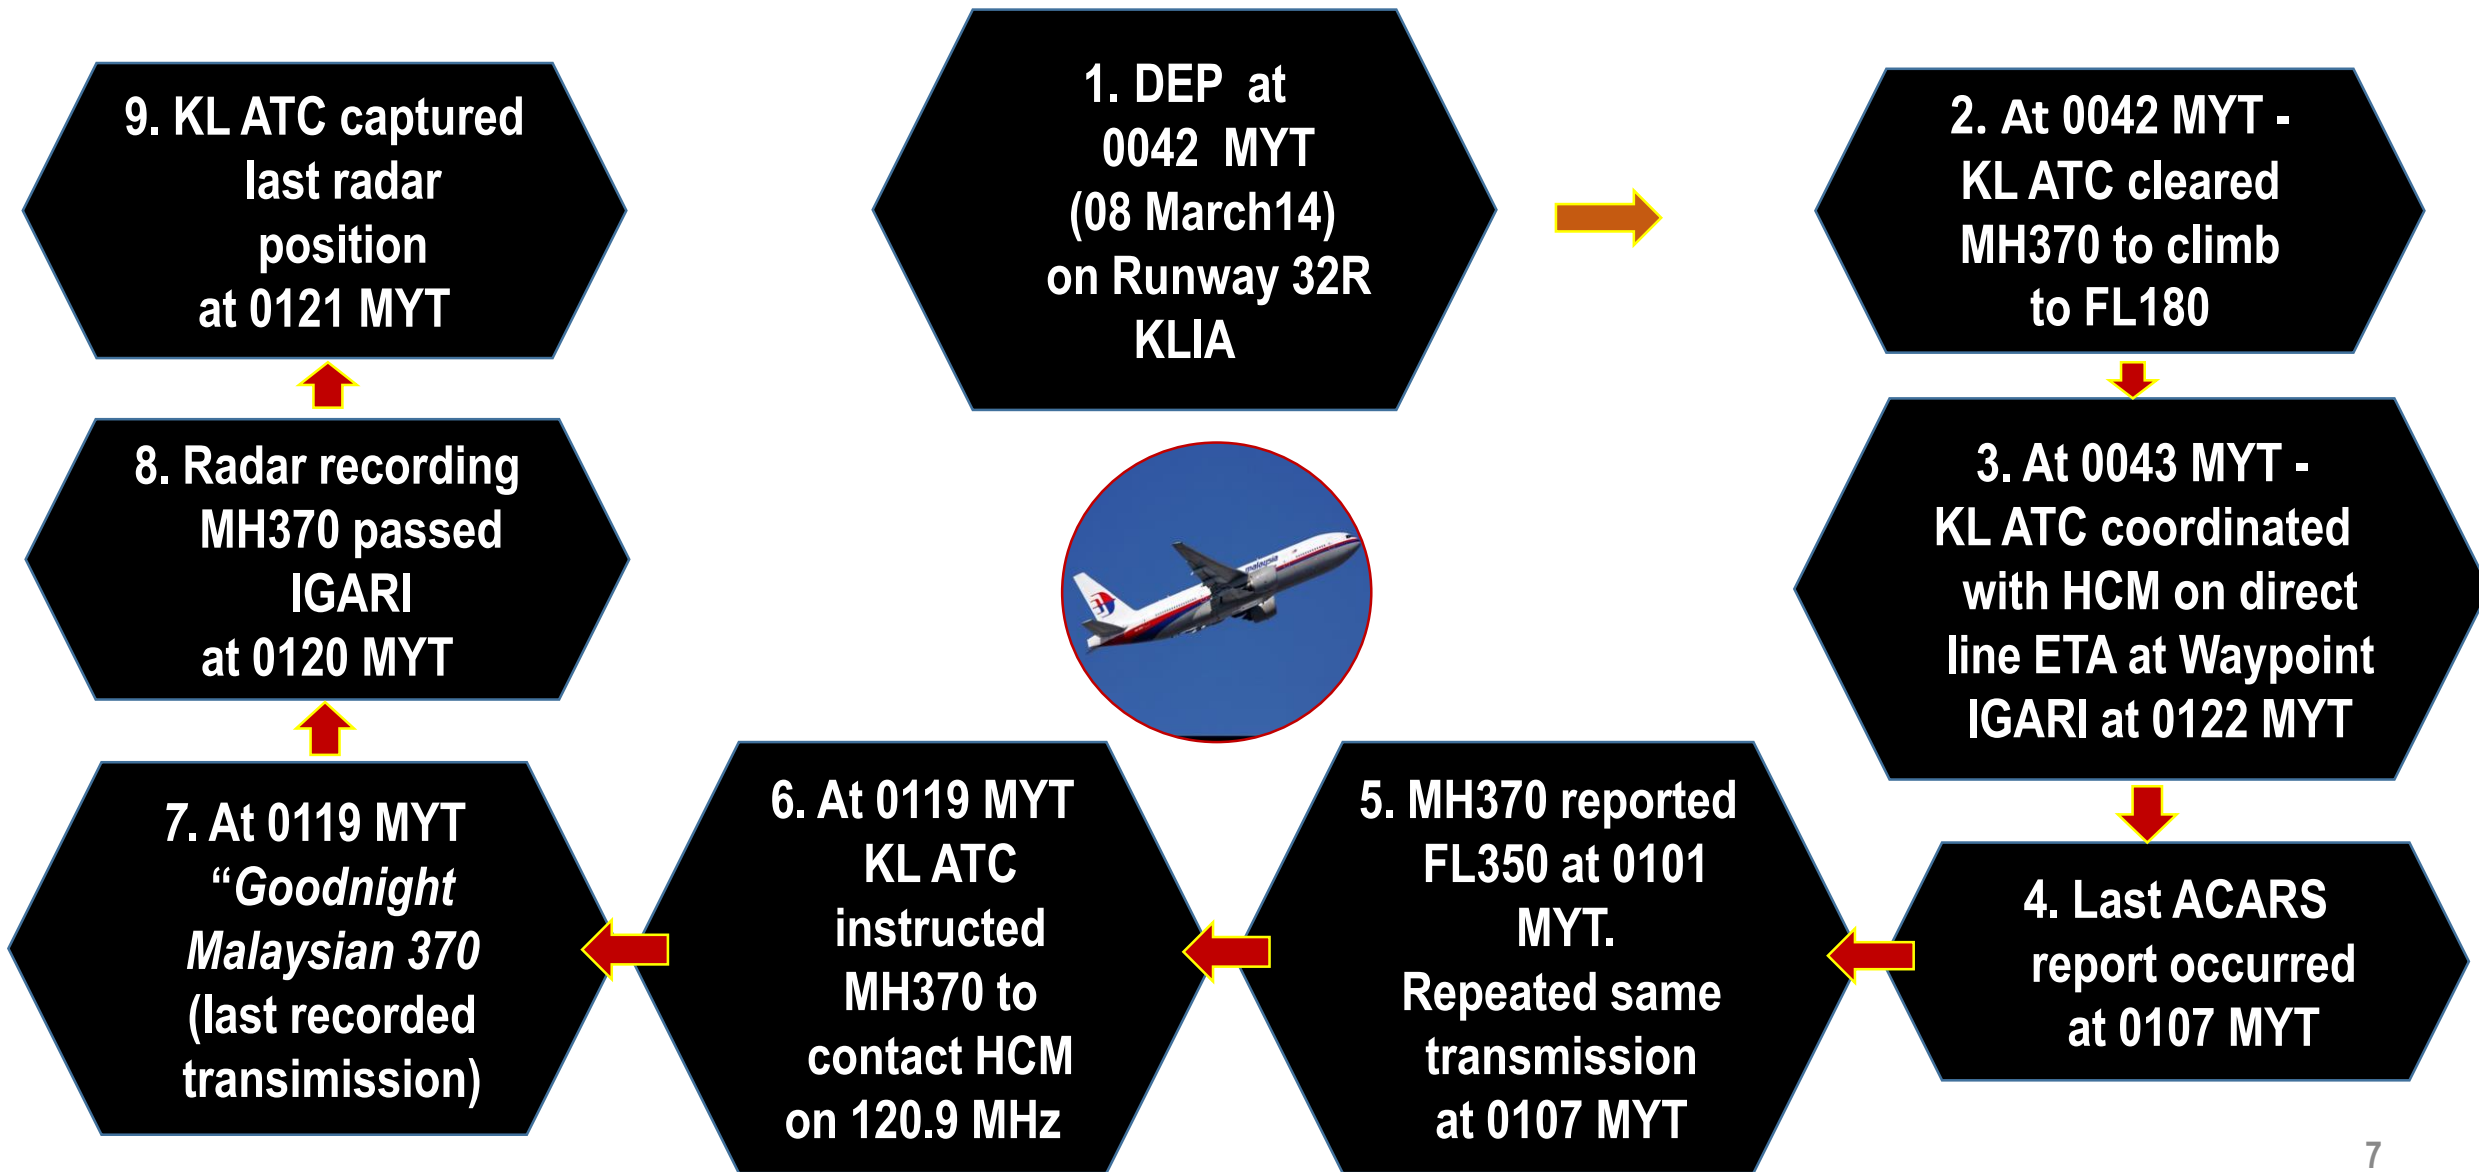 1. DEP at
0042 MYT
(08 March14)
on Runway 32R
KLIA
2. At 0042 MYT -
KL ATC cleared
MH370 to climb
to FL180
3. At 0043 MYT -
KL ATC coordinated
with HCM on direct
line ETA at Waypoint
IGARI at 0122 MYT
4. Last ACARS
report occurred
at 0107 MYT
5. MH370 reported
FL350 at 0101
MYT.
Repeated same
transmission
at 0107 MYT
6. At 0119 MYT
KL ATC
instructed
MH370 to
contact HCM
on 120.9 MHz
7. At 0119 MYT
“Goodnight
Malaysian 370
(last recorded
transimission)
8. Radar recording
MH370 passed
IGARI
at 0120 MYT
9. KL ATC captured
last radar
position
at 0121 MYT
malaysia
7